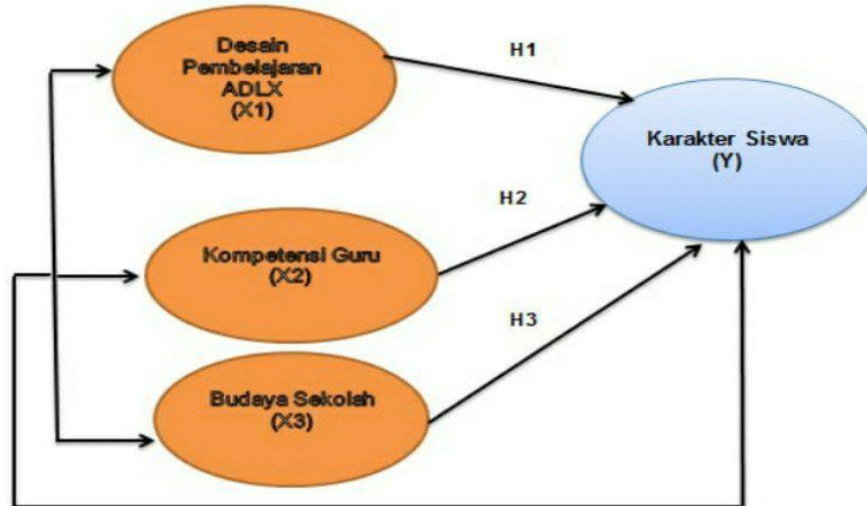 Desain
Pembelajaran
ADLX
(X1)
H1
Karakter Siswa
(Y)
H2
Kompetensi Guru
(X2)
H3
Budaya Sekolah
(X3)